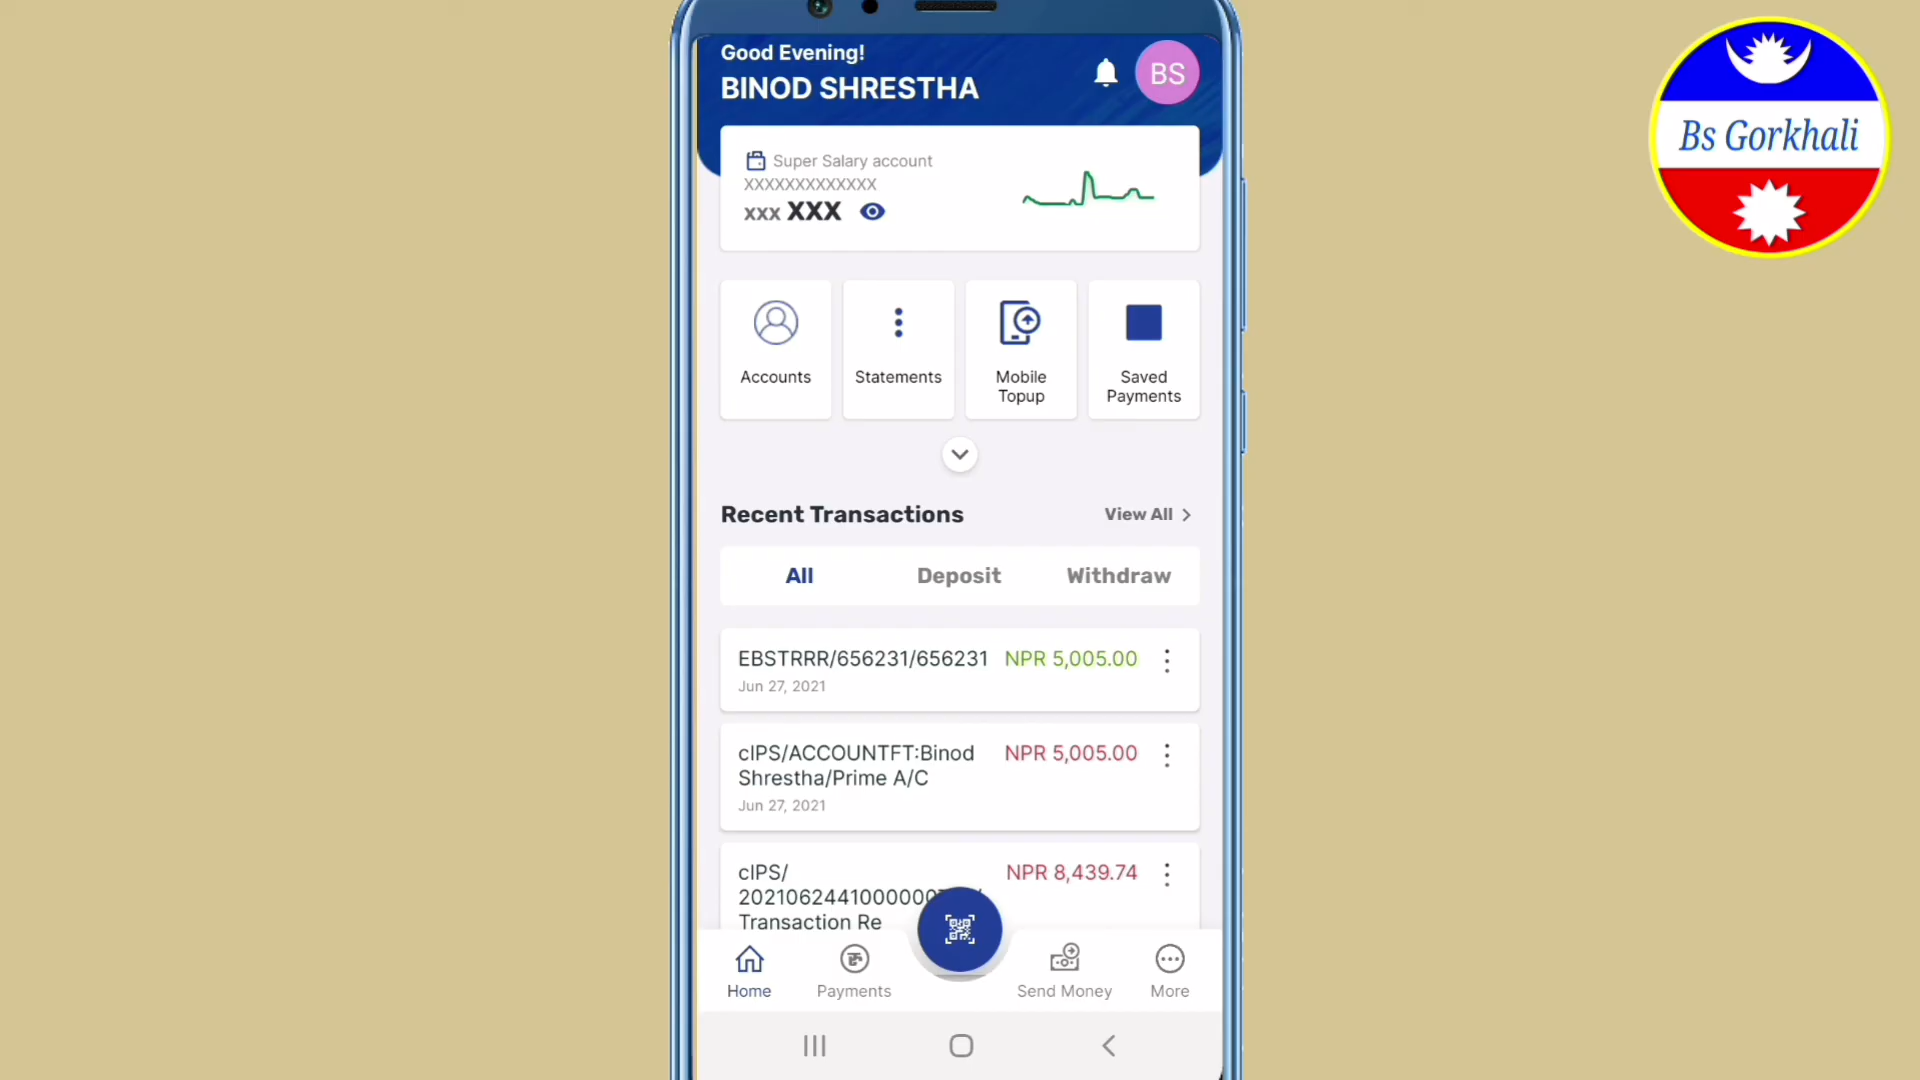 Good Evening!
BINOD SHRESTHA
BS
Super Salary account
XXXXXXXXXXXXX
XXX XXX
Accounts
Statements
Mobile
Topup
Saved
Payments
Recent Transactions
View All
All
Deposit
Withdraw
EBSTRRR/656231/656231
NPR 5,005.00
Jun 27, 2021
cIPS/ACCOUNTFT:Binod
Shrestha/Prime A/C
NPR 5,005.00
Jun 27, 2021
cIPS/
NPR 8,439.74
Transaction Re
Home
Payments
Send Money
More
Bs Gorkhali